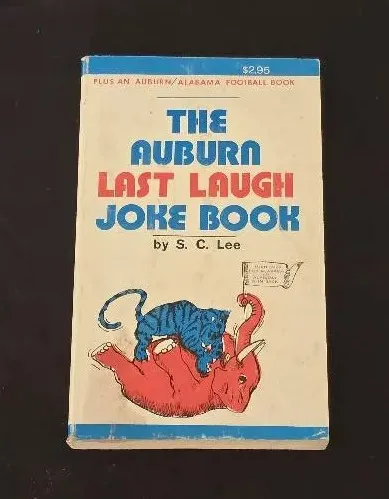 $2.95
PLUS AN AUBURN/ALABAMA FOOTBALL BOOK
THE
AUBURN
LAST LAUGH
JOKE BOOK
by S. C. Lee